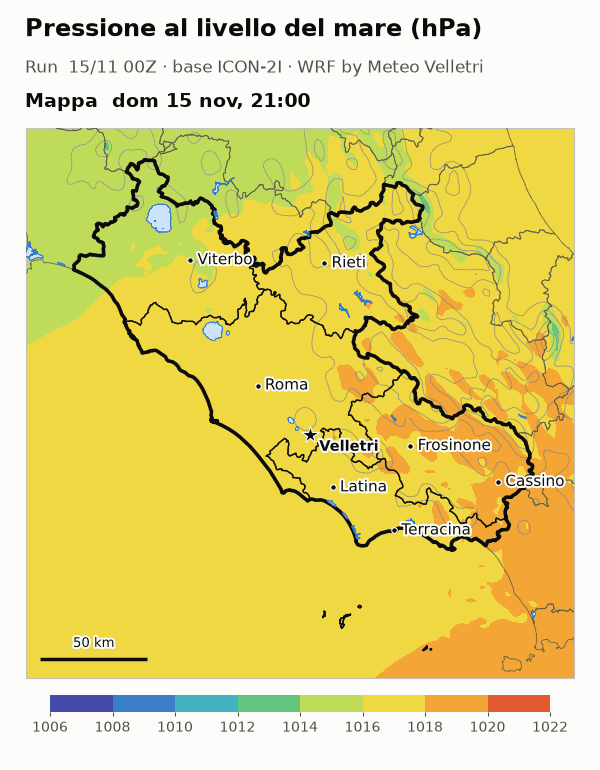 Pressione al livello del mare (hPa)
Run  15/11 00Z · base ICON-2I · WRF by Meteo Velletri
Mappa  dom 15 nov, 21:00
Viterbo
Rieti
Roma
Velletri
Frosinone
Latina
Cassino
Terracina
50 km
1006 1008 1010 1012 1014 1016 1018 1020 1022